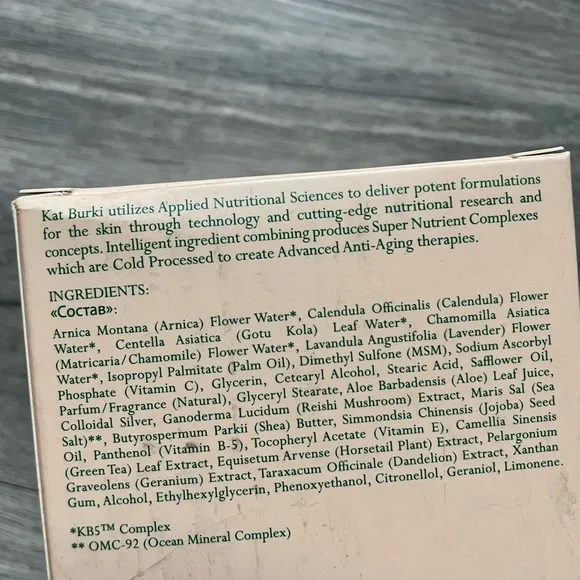 Kat Burki utilizes Applied Nutritional Sciences to deliver potent formulations
for the skin through technology and cutting-edge nutritional research and
concepts. Intelligent ingredient combining produces Super Nutrient Complexes
which are Cold Processed to create Advanced Anti-Aging therapies.
INGREDIENTS:
«Состав»:
Arnica Montana (Arnica) Flower Water*, Calendula Officinalis (Calendula) Flower
Water*, Centella Asiatica (Gotu Kola) Leaf Water*, Chamomilla Asiatica
(Matricaria/Chamomile) Flower Water*, Lavandula Angustifolia (Lavender) Flower
Water*, Isopropyl Palmitate (Palm Oil), Dimethyl Sulfone (MSM), Sodium Ascorbyl
Phosphate (Vitamin C), Glycerin, Cetearyl Alcohol, Stearic Acid, Safflower Oil,
Parfum/Fragrance (Natural), Glyceryl Stearate, Aloe Barbadensis (Aloe) Leaf Juice,
Colloidal Silver, Ganoderma Lucidum (Reishi Mushroom) Extract, Maris Sal (Sea
Salt)**, Butyrospermum Parkii (Shea) Butter, Simmondsia Chinensis (Jojoba) Seed
Oil, Panthenol (Vitamin B-5), Tocopheryl Acetate (Vitamin E), Camellia Sinensis
(Green Tea) Leaf Extract, Equisetum Arvense (Horsetail Plant) Extract, Pelargonium
Graveolens (Geranium) Extract, Taraxacum Officinale (Dandelion) Extract, Xanthan
Gum, Alcohol, Ethylhexylglycerin, Phenoxyethanol, Citronellol, Geraniol, Limonene.
*KB5™ Complex
** OMC-92 (Ocean Mineral Complex)